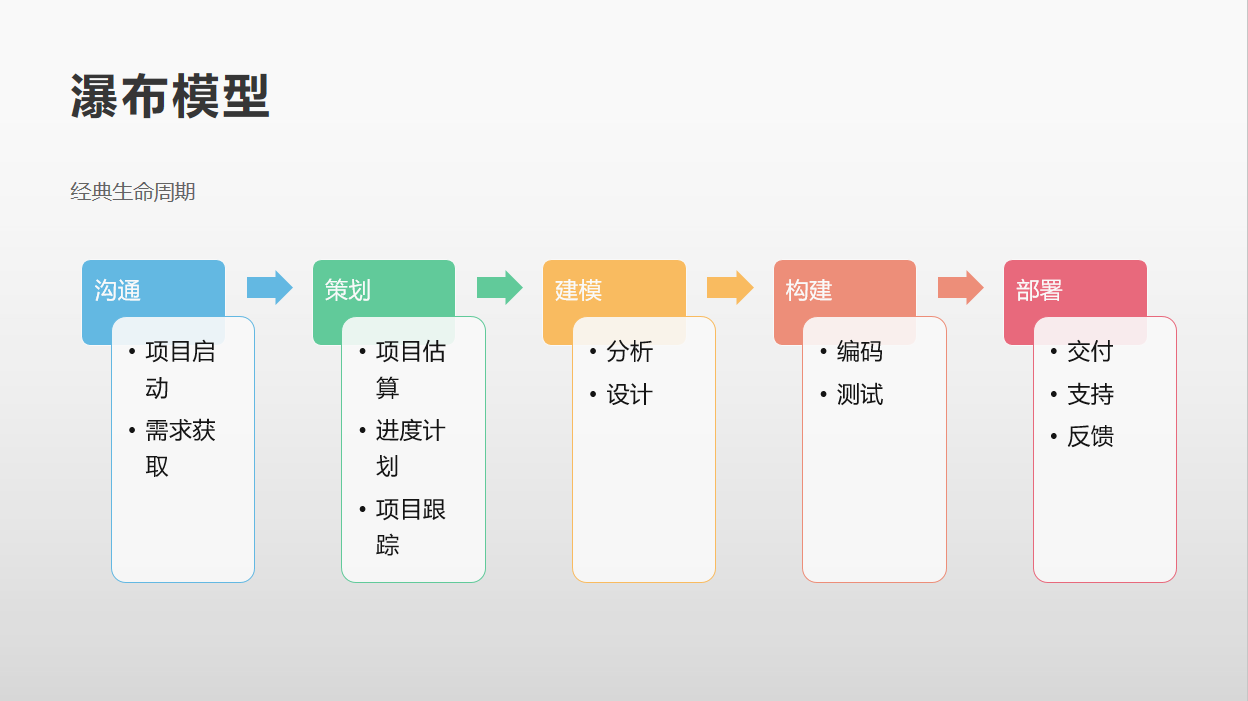 瀑布模型
经典生命周期
沟通
• 项目启
动
• 需求获
取
策划
• 项目估
算
• 进度计
划
• 项目跟
踪
建模
• 分析
• 设计
构建
• 编码
• 测试
部署
• 交付
• 支持
• 反馈